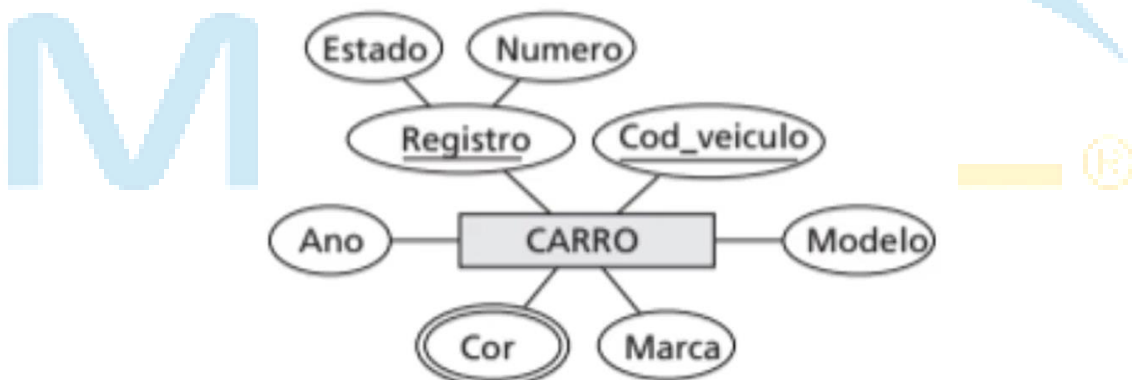 M
Estado Numero
Registro Cod_veiculo
Ano CARRO Modelo
Cor Marca
®